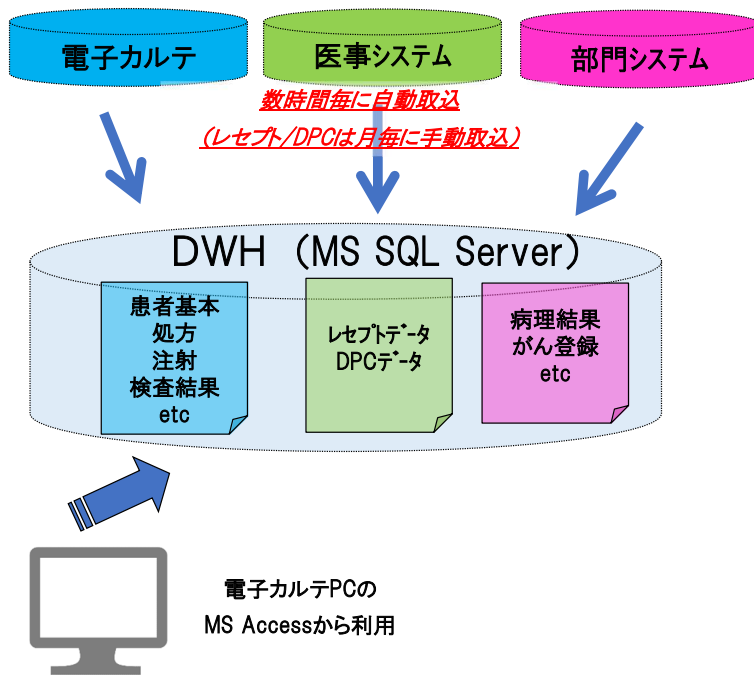 電子カルテ
医事システム
部門システム
数時間毎に自動取込
（レセプト/DPCは月毎に手動取込）
DWH （MS SQL Server）
患者基本
処方
注射
検査結果
etc
レセプトデータ
DPCデータ
病理結果
がん登録
etc
電子カルテPCの
MS Accessから利用